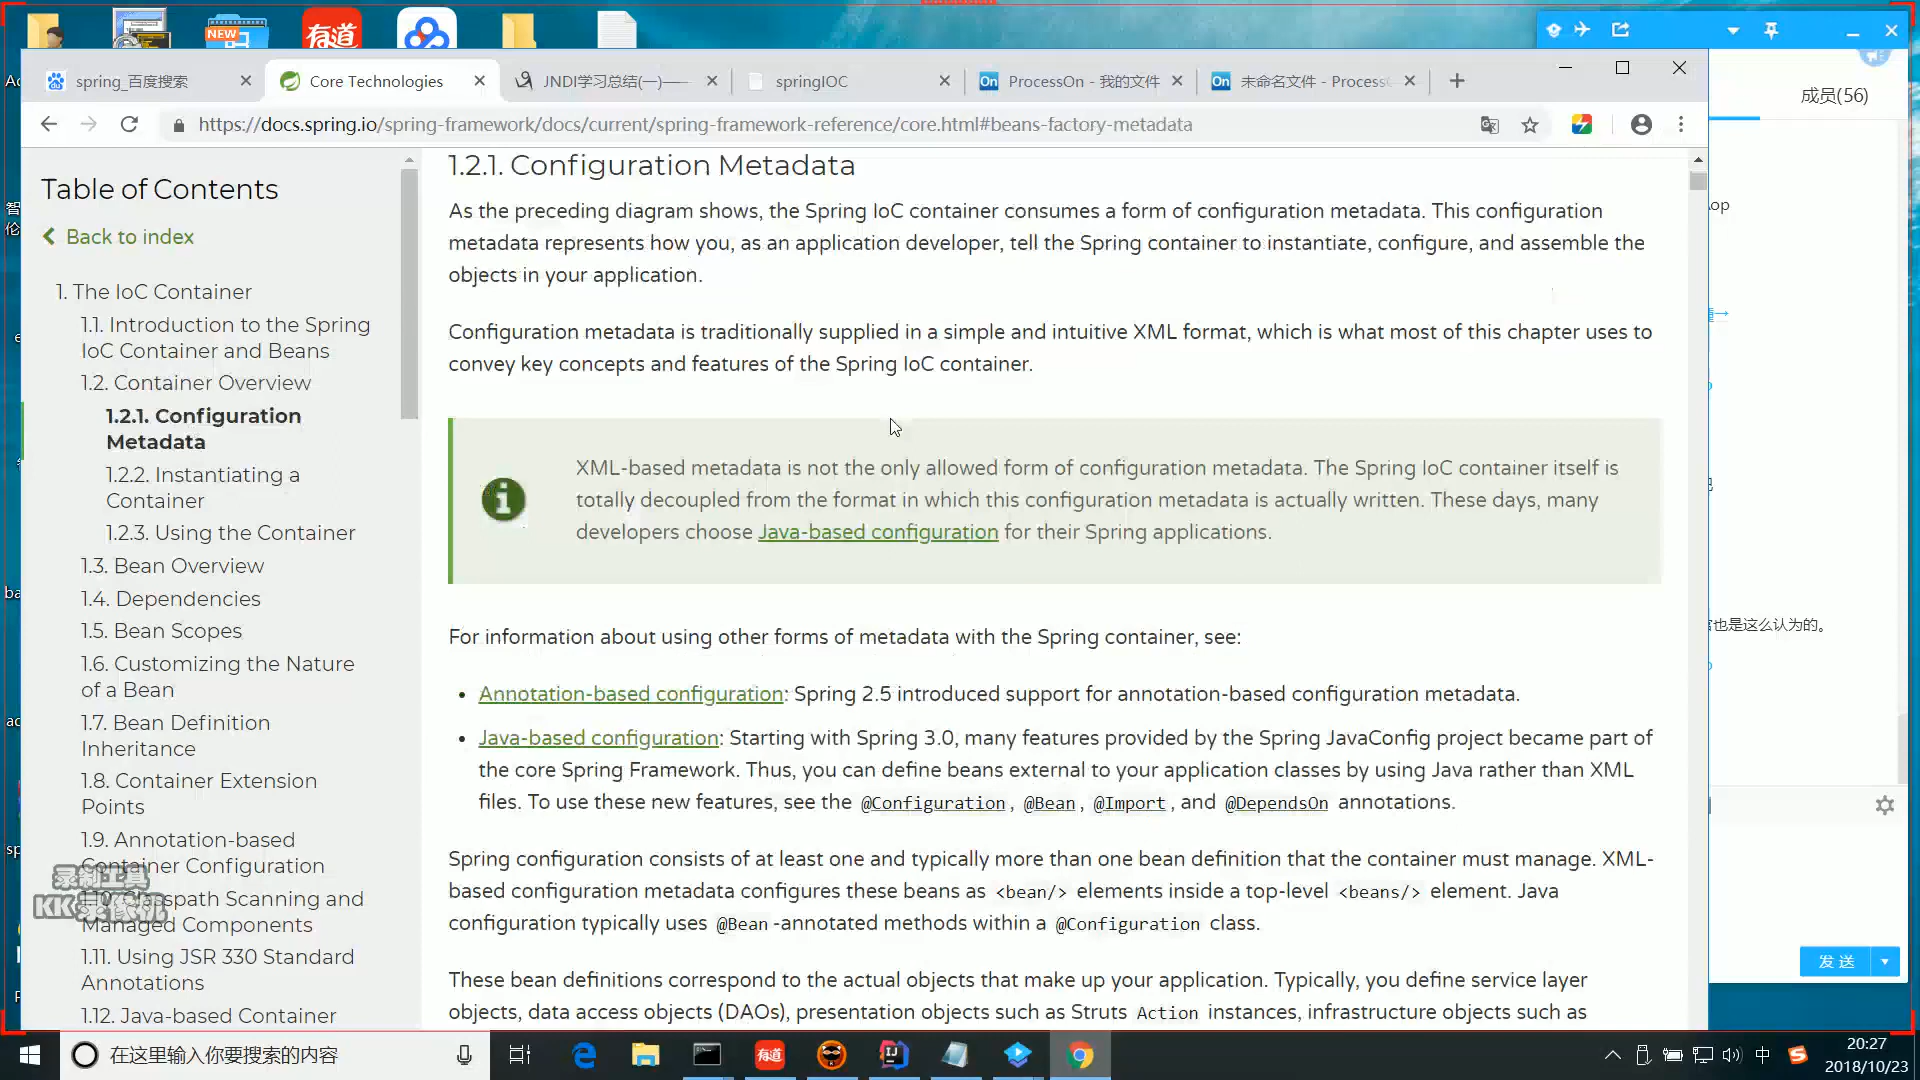 NEW
有道
spring_百度搜索
Core Technologies
JNDI学习总结(一)——
springIOC
ProcessOn - 我的文件
未命名文件 - Process
https://docs.spring.io/spring-framework/docs/current/spring-framework-reference/core.html#beans-factory-metadata
成员(56)
Table of Contents
Back to index
1. The IoC Container
1.1. Introduction to the Spring
IoC Container and Beans
1.2. Container Overview
1.2.1. Configuration
Metadata
1.2.2. Instantiating a
Container
1.2.3. Using the Container
1.3. Bean Overview
1.4. Dependencies
1.5. Bean Scopes
1.6. Customizing the Nature
of a Bean
1.7. Bean Definition
Inheritance
1.8. Container Extension
Points
1.9. Annotation-based
Container Configuration
1.10. Classpath Scanning and
Managed Components
1.11. Using JSR 330 Standard
Annotations
1.12. Java-based Container
录制工具
KK录像机
1.2.1. Configuration Metadata
As the preceding diagram shows, the Spring IoC container consumes a form of configuration metadata. This configuration
metadata represents how you, as an application developer, tell the Spring container to instantiate, configure, and assemble the
objects in your application.
Configuration metadata is traditionally supplied in a simple and intuitive XML format, which is what most of this chapter uses to
convey key concepts and features of the Spring IoC container.
XML-based metadata is not the only allowed form of configuration metadata. The Spring IoC container itself is
totally decoupled from the format in which this configuration metadata is actually written. These days, many
developers choose Java-based configuration for their Spring applications.
For information about using other forms of metadata with the Spring container, see:
• Annotation-based configuration: Spring 2.5 introduced support for annotation-based configuration metadata.
• Java-based configuration: Starting with Spring 3.0, many features provided by the Spring JavaConfig project became part of
the core Spring Framework. Thus, you can define beans external to your application classes by using Java rather than XML
files. To use these new features, see the @Configuration, @Bean, @Import, and @DependsOn annotations.
Spring configuration consists of at least one and typically more than one bean definition that the container must manage. XML-
based configuration metadata configures these beans as <bean/> elements inside a top-level <beans/> element. Java
configuration typically uses @Bean-annotated methods within a @Configuration class.
These bean definitions correspond to the actual objects that make up your application. Typically, you define service layer
objects, data access objects (DAOs), presentation objects such as Struts Action instances, infrastructure objects such as
也是这么认为的。
发 送
在这里输入你要搜索的内容
有道
中
20:27
2018/10/23